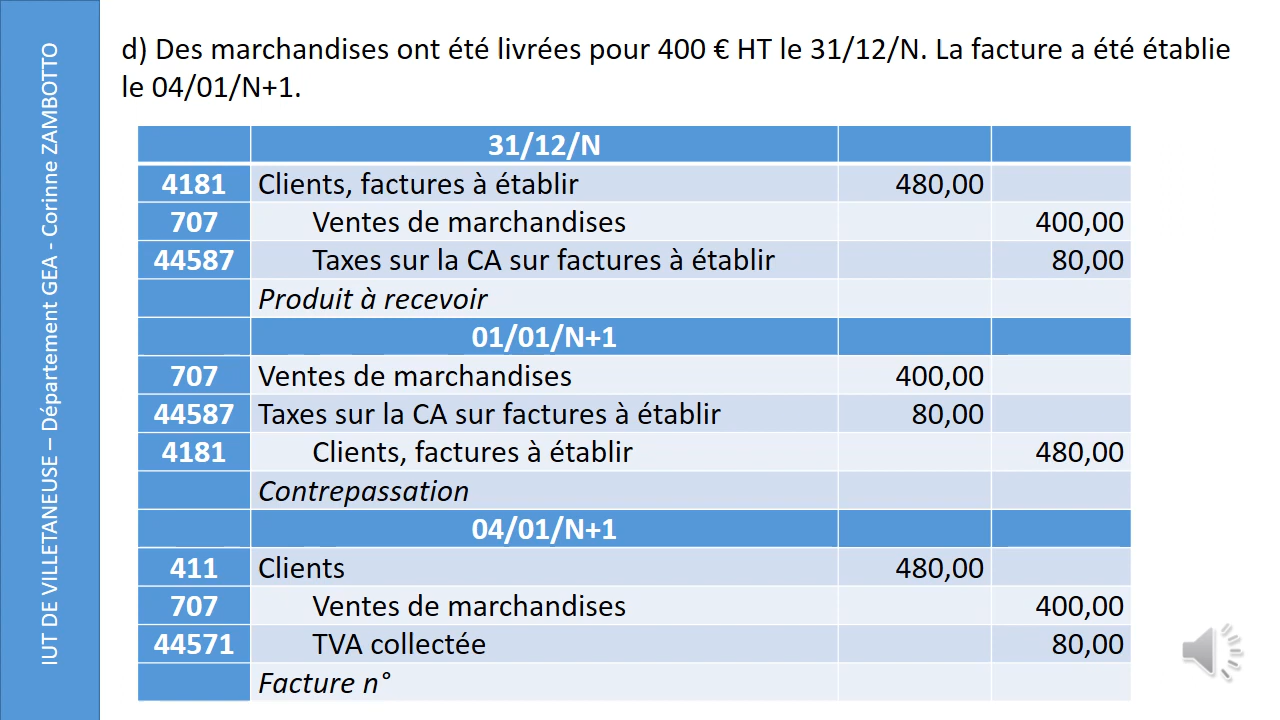 IUT DE VILLETANEUSE – Département GEA - Corinne ZAMBOTTO
d) Des marchandises ont été livrées pour 400 € HT le 31/12/N. La facture a été établie
le 04/01/N+1.
31/12/N
4181 Clients, factures à établir 480,00
707 Ventes de marchandises 400,00
44587 Taxes sur la CA sur factures à établir 80,00
Produit à recevoir
01/01/N+1
707 Ventes de marchandises 400,00
44587 Taxes sur la CA sur factures à établir 80,00
4181 Clients, factures à établir 480,00
Contrepassation
04/01/N+1
411 Clients 480,00
707 Ventes de marchandises 400,00
44571 TVA collectée 80,00
Facture n°